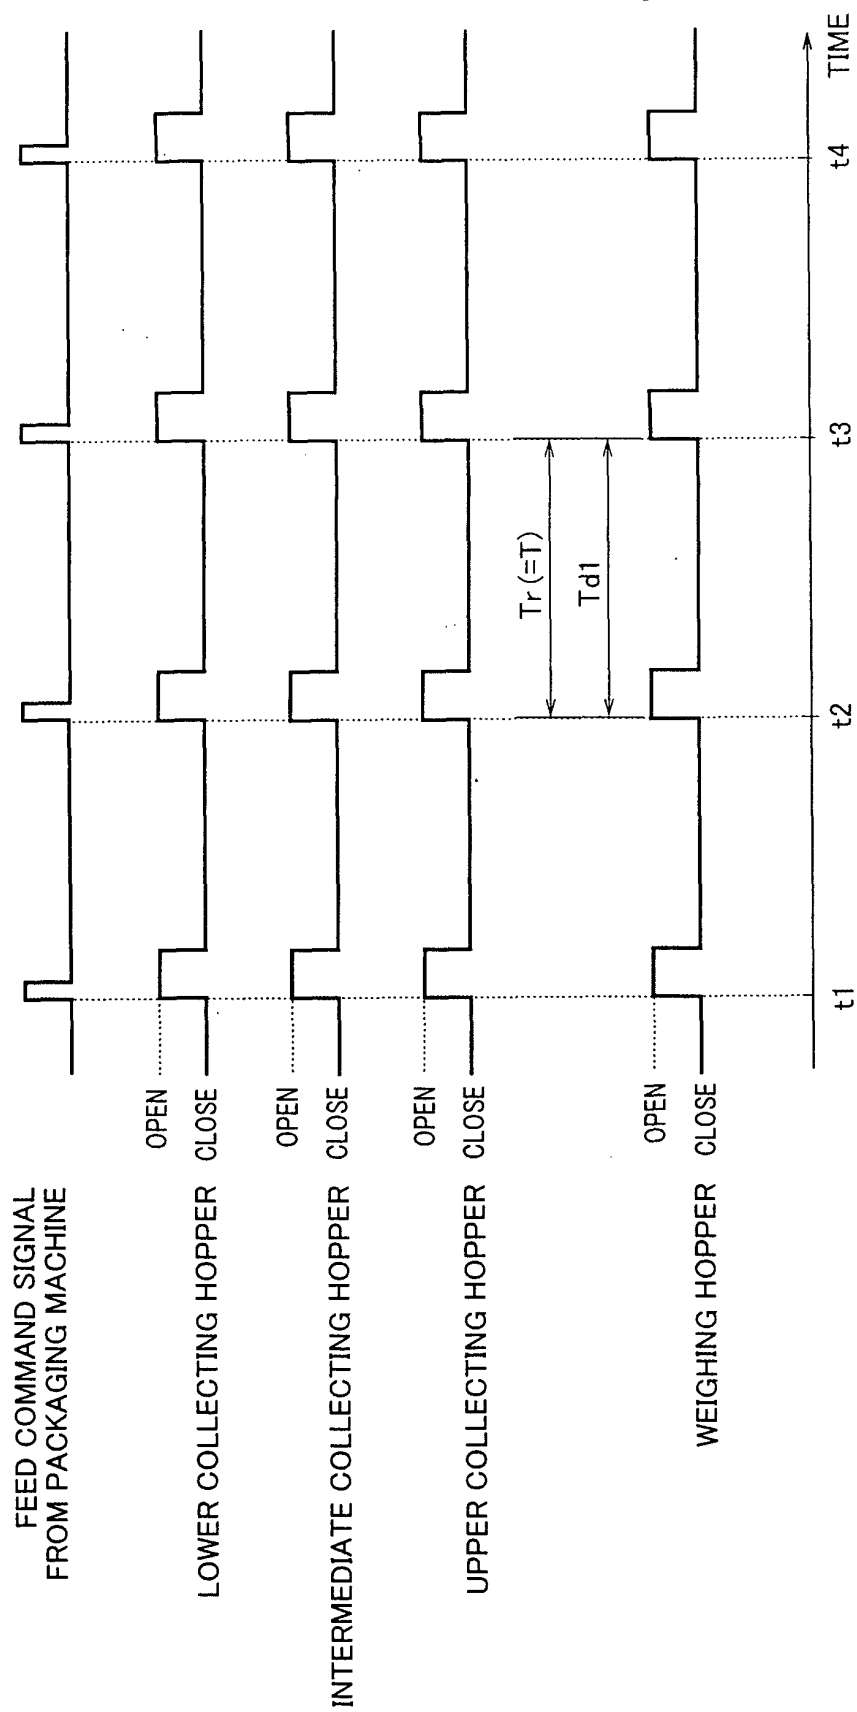 FEED COMMAND SIGNAL
FROM PACKAGING MACHINE
OPEN
LOWER COLLECTING HOPPER CLOSE
OPEN
INTERMEDIATE COLLECTING HOPPER CLOSE
OPEN
UPPER COLLECTING HOPPER CLOSE
Tr(=T)
Td1
OPEN
WEIGHING HOPPER CLOSE
t1 t2 t3 t4 TIME